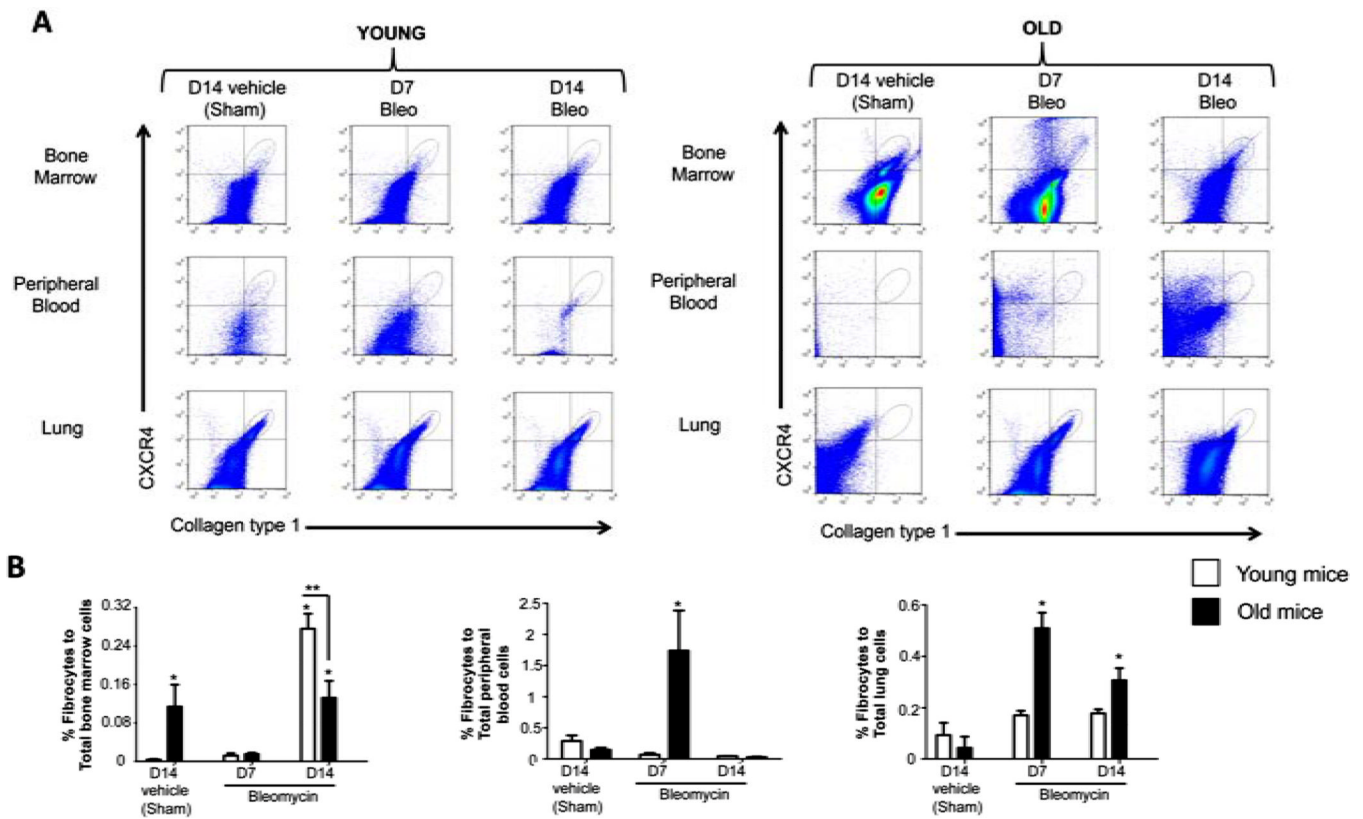 A
YOUNG
OLD
D14 vehicle
(Sham)
D7
Bleo
D14
Bleo
D14 vehicle
(Sham)
D7
Bleo
D14
Bleo
Bone
Marrow
Peripheral
Blood
Lung
CXCR4
Collagen type 1
Bone
Marrow
Peripheral
Blood
Lung
CXCR4
Collagen type 1
B
Young mice
Old mice
% Fibrocytes to
Total bone marrow cells
0.32
0.24
0.16
0.08
0
*
*
**
*
D14
vehicle
(Sham)
D7
D14
Bleomycin
% Fibrocytes to
Total peripheral
blood cells
2.5
2
1.5
1
0.5
0
*
D14
vehicle
(Sham)
D7
D14
Bleomycin
% Fibrocytes to
Total lung cells
0.6
0.4
0.2
0
*
*
D14
vehicle
(Sham)
D7
D14
Bleomycin